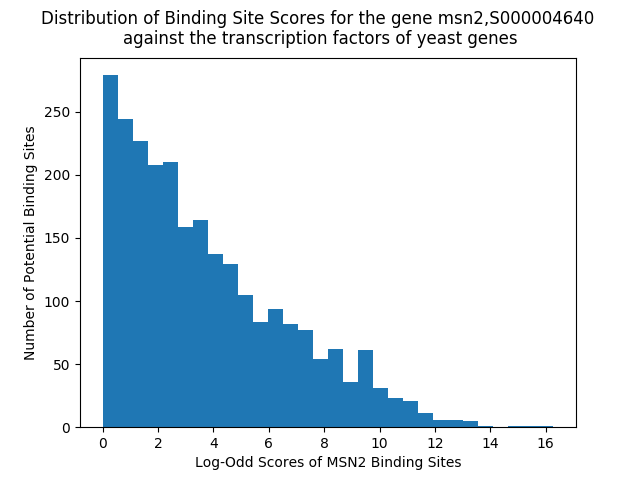 Distribution of Binding Site Scores for the gene msn2,S000004640
against the transcription factors of yeast genes
Number of Potential Binding Sites
250
200
150
100
50
0
0 2 4 6 8 10 12 14 16
Log-Odd Scores of MSN2 Binding Sites